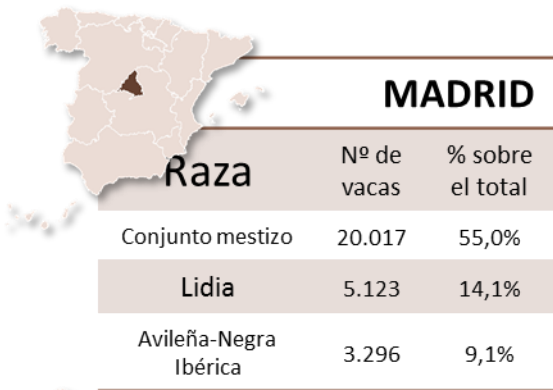 MADRID
Raza
Nº de
vacas
% sobre
el total
Conjunto mestizo 20.017 55,0%
Lidia 5.123 14,1%
Avileña-Negra
Ibérica
3.296 9,1%